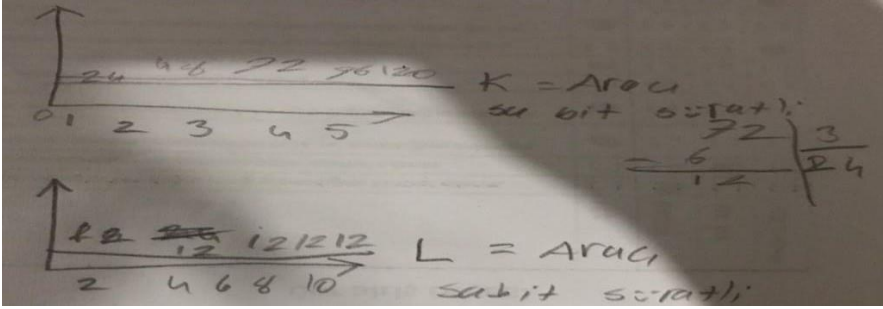 24 48 72 96 120
K = Aracı
sabit süratli
0 1 2 3 4 5
72 3
= 6 24
12
12 12 12 12 12
L = Aracı
2 4 6 8 10
sabit süratli